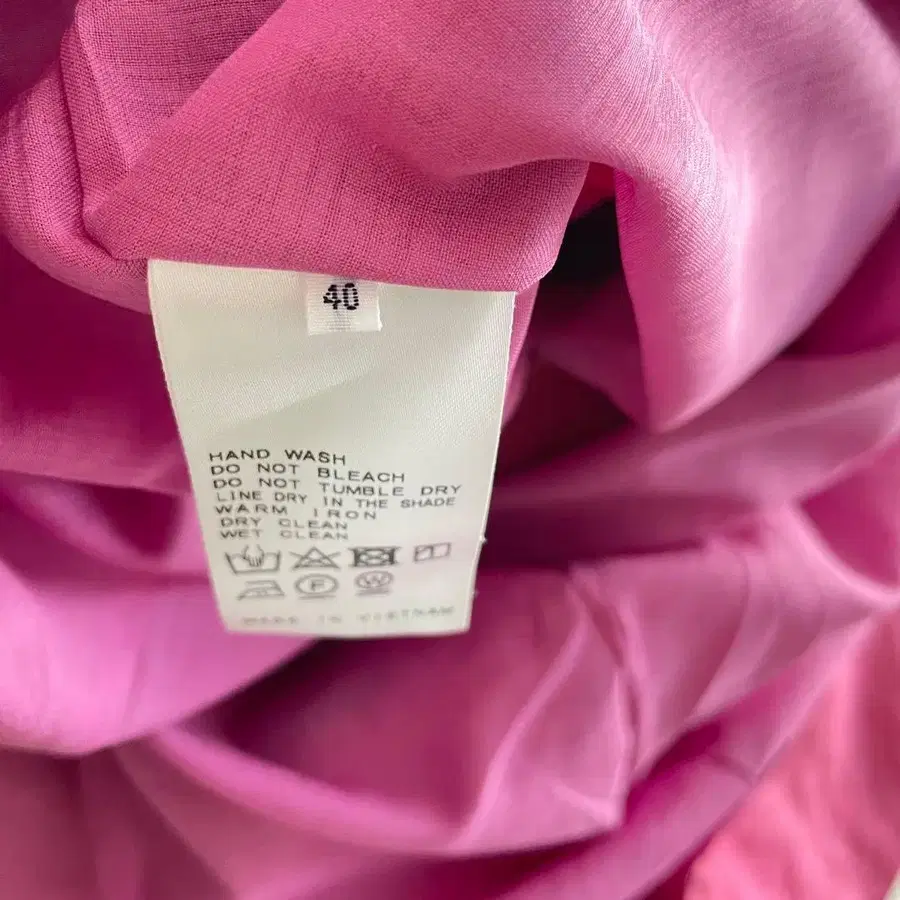 40
HAND WASH
DO NOT BLEACH
DO NOT TUMBLE DRY
LINE DRY IN THE SHADE
WARM IRON
DRY CLEAN
WET CLEAN
F W
MADE IN VIETNAM